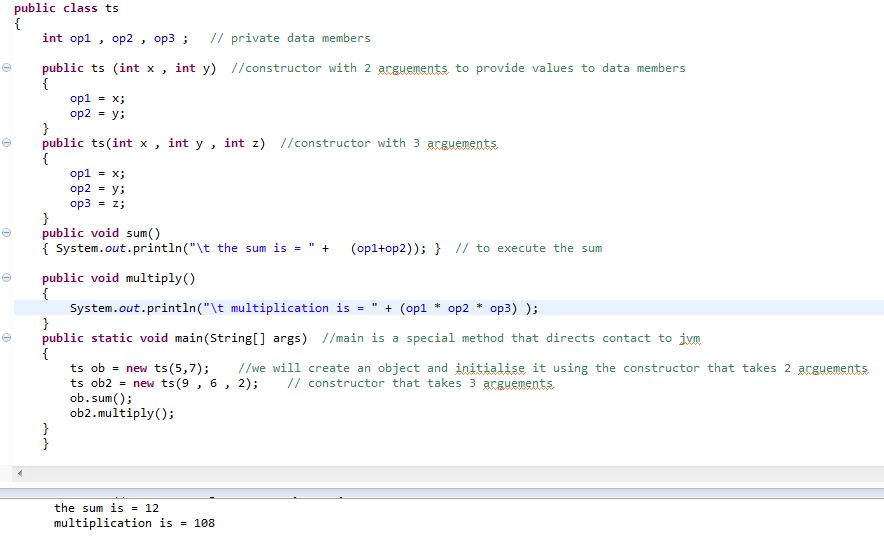 public class ts
{
int op1 , op2 , op3 ; // private data members
public ts (int x , int y) //constructor with 2 arguements to provide values to data members
{
op1 = x;
op2 = y;
}
public ts(int x , int y , int z) //constructor with 3 arguements
{
op1 = x;
op2 = y;
op3 = z;
}
public void sum()
{ System.out.println("\t the sum is = " + (op1+op2)); } // to execute the sum
public void multiply()
{
System.out.println("\t multiplication is = " + (op1 * op2 * op3) );
}
public static void main(String[] args) //main is a special method that directs contact to jvm
{
ts ob = new ts(5,7); //we will create an object and initialise it using the constructor that takes 2 arguements
ts ob2 = new ts(9 , 6 , 2); // constructor that takes 3 arguements
ob.sum();
ob2.multiply();
}
}
the sum is = 12
multiplication is = 108